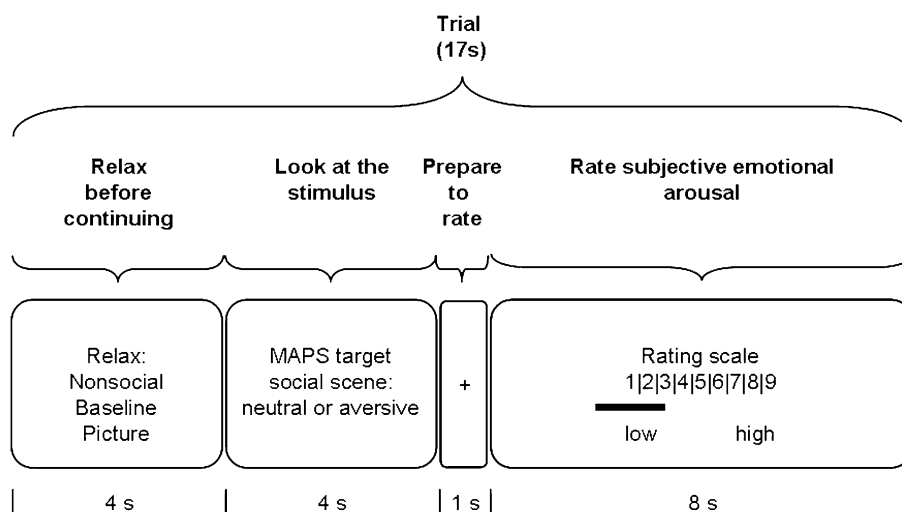 Trial
(17s)
Relax
before
continuing
Look at the
stimulus
Prepare
to
rate
Rate subjective emotional
arousal
Relax:
Nonsocial
Baseline
Picture
MAPS target
social scene:
neutral or aversive
+
Rating scale
1|2|3|4|5|6|7|8|9
low high
4 s
4 s
1 s
8 s